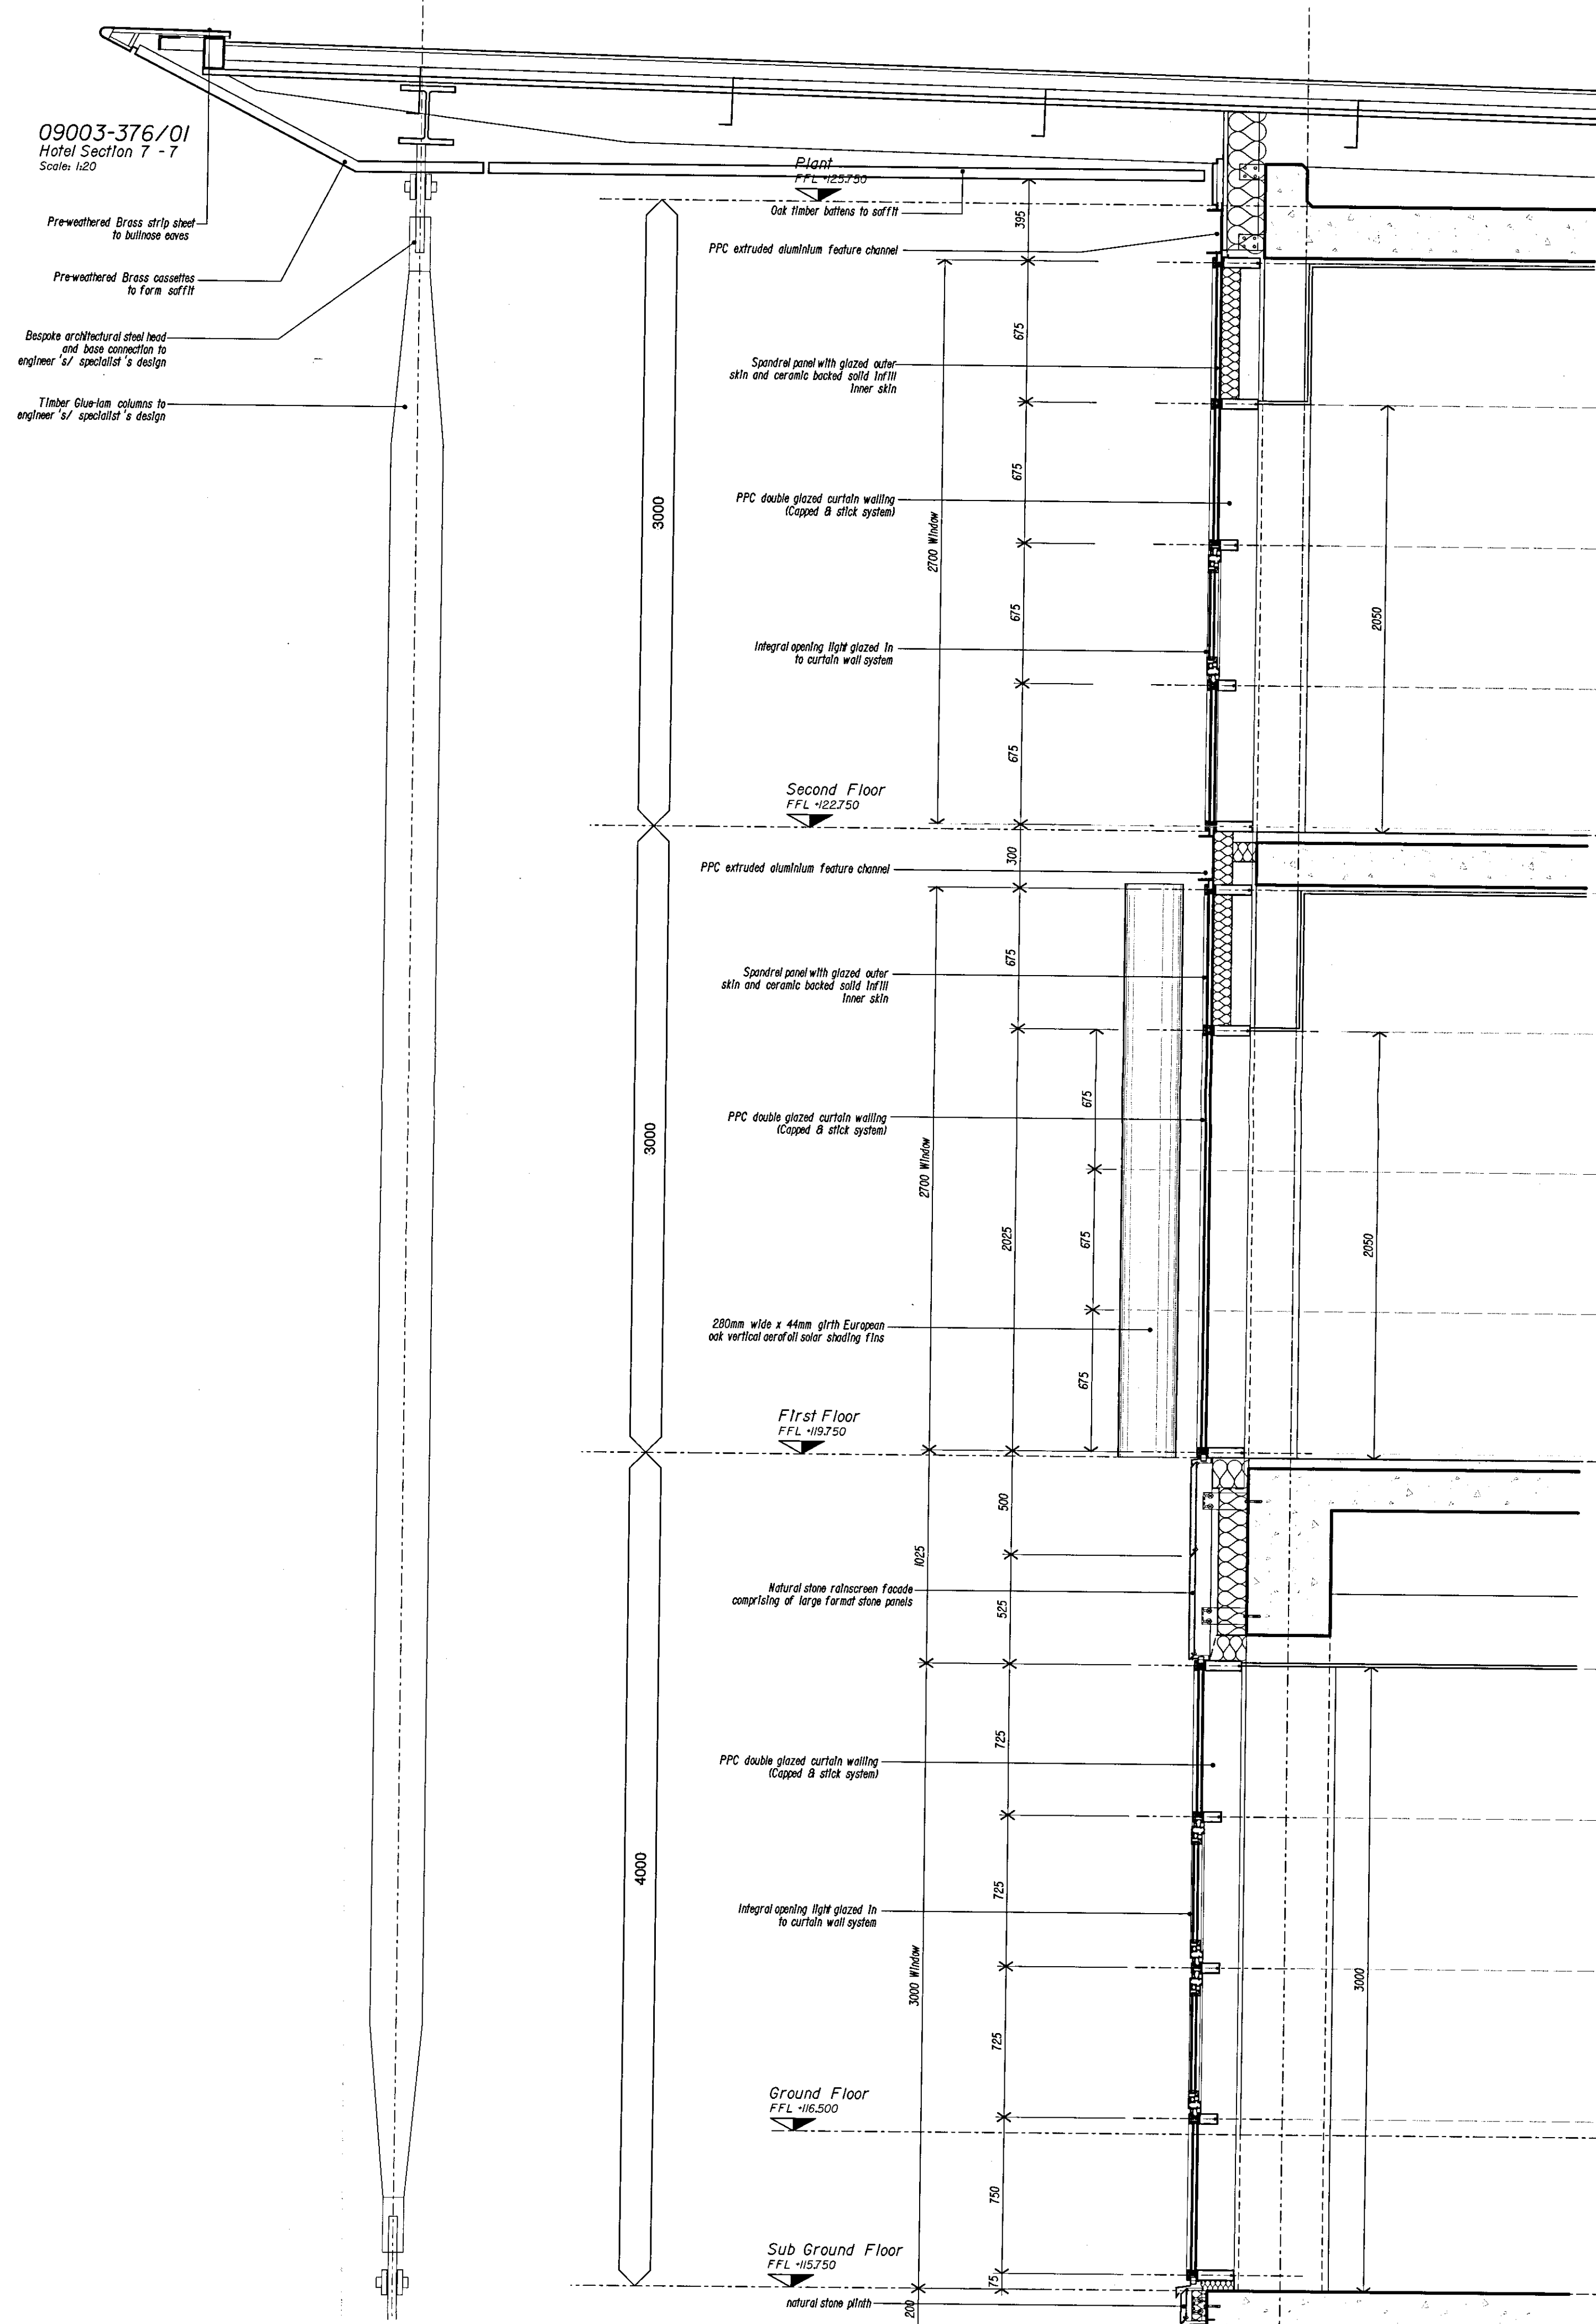 09003-376/01
Hotel Section 7 - 7
Scale: 1:20
Pre-weathered Brass strip sheet
to bullnose eaves
Pre-weathered Brass cassettes
to form soffit
Bespoke architectural steel head
and base connection to
engineer 's/ specialist 's design
Timber Glue-lam columns to
engineer 's/ specialist 's design
Plant
FFL +125.750
Oak timber battens to soffit
PPC extruded aluminium feature channel
395
675
Spandrel panel with glazed outer
skin and ceramic backed solid infill
inner skin
3000
675
PPC double glazed curtain walling
(Capped & stick system)
2700 Window
675
2050
Integral opening light glazed in
to curtain wall system
675
Second Floor
FFL +122.750
300
PPC extruded aluminium feature channel
675
Spandrel panel with glazed outer
skin and ceramic backed solid infill
inner skin
3000
675
PPC double glazed curtain walling
(Capped & stick system)
2700 Window
2025
675
2050
280mm wide x 44mm girth European
oak vertical aerofoil solar shading fins
675
First Floor
FFL +119.750
500
1025
Natural stone rainscreen facade
comprising of large format stone panels
525
725
PPC double glazed curtain walling
(Capped & stick system)
4000
725
Integral opening light glazed in
to curtain wall system
3000 Window
3000
725
Ground Floor
FFL +116.500
750
Sub Ground Floor
FFL +115.750
75
natural stone plinth
200